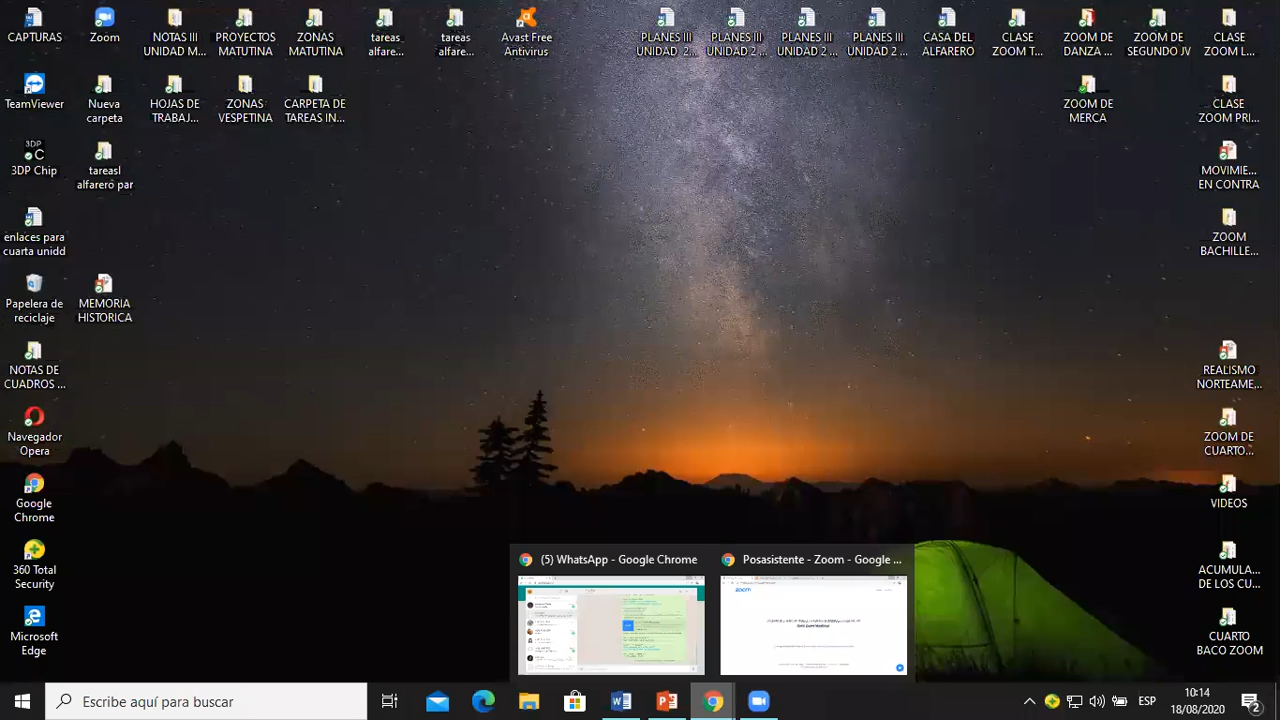 CAPTURAS
Zoom
NOTAS III
UNIDAD M...
PROYECTOS
MATUTINA
ZONAS
MATUTINA
tareas
alfare...
tareas
alfare...
Avast Free
Antivirus
PLANES III
UNIDAD 2...
PLANES III
UNIDAD 2 ...
PLANES III
UNIDAD 2 ...
PLANES III
UNIDAD 2 ...
CASA DEL
ALFARERO
CLASE
ZOOM T...
ZOOM DE
DANZA ...
ZOOM DE
SEGUNDO JV
CLASE
ZOOM L...
TeamViewer
Nueva
carpeta
HOJAS DE
TRABAJ...
ZONAS
VESPETINA
CARPETA DE
TAREAS IN...
ZOOM DE
MERCA
CLASE
ZOOM PRI...
3DP
C
3DP Chip
tareasl
alfarero par
MOVIMIE...
EN CONTRA
enlaces para
cuarta unidd
ZOOM
BACHILLE...
Papelera de
reciclaje
MEMORIA
HISTORICA
NOTAS DE
CUADROS ...
REALISMO
NORTEAME,...
Navegador
Opera
ZOOM DE
CUARTO...
Google
Chrome
VIDEOS
360 Total
Security
ACUMULA...
DE LOS DE...
Microsoft
Edge
CUARTO
BACO ZOOM
(5) WhatsApp - Google Chrome
Posasistente - Zoom - Google ...
zoom
Escribe aquí para buscar
ESP
18:14
18/08/2020
2